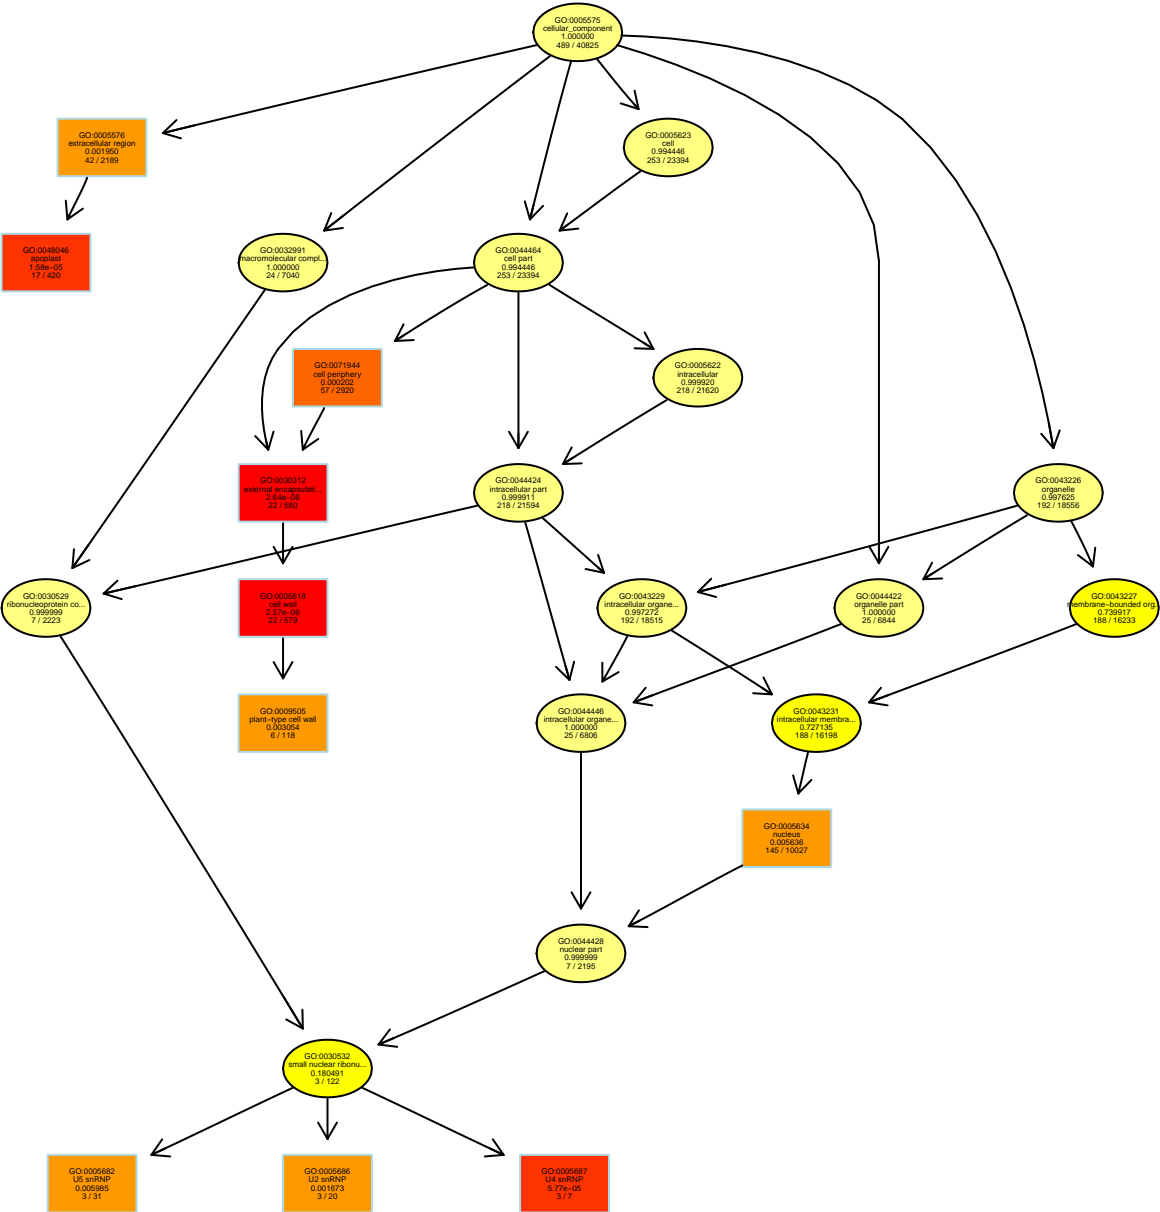 GO:0005575
cellular_component
1.000000
489 / 40825
GO:0005576
extracellular region
0.001950
42 / 2189
GO:0005623
cell
0.994446
253 / 23394
GO:0048046
apoplast
1.58e−05
17 / 420
GO:0032991
macromolecular compl...
1.000000
24 / 7040
GO:0044464
cell part
0.994446
253 / 23394
GO:0071944
cell periphery
0.000202
57 / 2920
GO:0005622
intracellular
0.999920
218 / 21620
GO:0030312
external encapsulati...
2.64e−06
22 / 580
GO:0044424
intracellular part
0.999911
218 / 21594
GO:0043226
organelle
0.997625
192 / 18556
GO:0030529
ribonucleoprotein co...
0.999999
7 / 2223
GO:0005618
cell wall
2.57e−06
22 / 579
GO:0043229
intracellular organe...
0.997272
192 / 18515
GO:0044422
organelle part
1.000000
25 / 6844
GO:0043227
membrane−bounded org...
0.739917
188 / 16233
GO:0009505
plant−type cell wall
0.003054
6 / 118
GO:0044446
intracellular organe...
1.000000
25 / 6806
GO:0043231
intracellular membra...
0.727135
188 / 16198
GO:0005634
nucleus
0.005636
145 / 10027
GO:0044428
nuclear part
0.999999
7 / 2195
GO:0030532
small nuclear ribonu...
0.180491
3 / 122
GO:0005682
U5 snRNP
0.005985
3 / 31
GO:0005686
U2 snRNP
0.001673
3 / 20
GO:0005687
U4 snRNP
5.77e−05
3 / 7